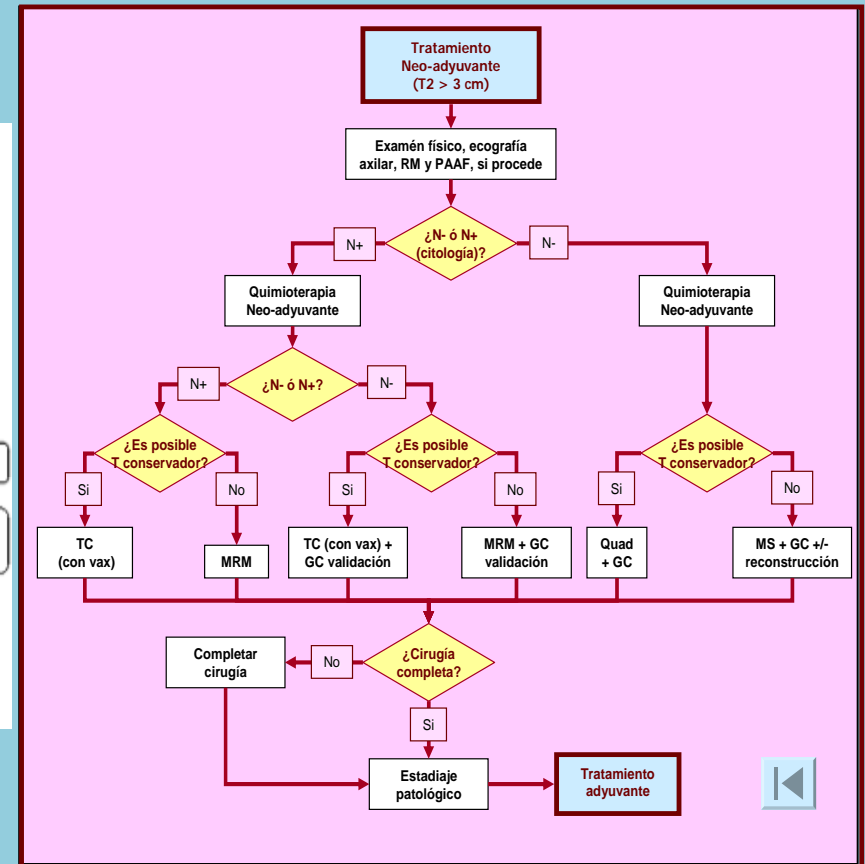 Tratamiento
Neo-adyuvante
(T2 > 3 cm)
Examén físico, ecografía
axilar, RM y PAAF, si procede
¿N- ó N+
(citología)?
N+
N-
Quimioterapia
Neo-adyuvante
Quimioterapia
Neo-adyuvante
¿N- ó N+?
N+
N-
¿Es posible
T conservador?
¿Es posible
T conservador?
¿Es posible
T conservador?
Si
No
Si
No
Si
No
TC
(con vax)
MRM
TC (con vax) +
GC validación
MRM + GC
validación
Quad
+ GC
MS + GC +/-
reconstrucción
Completar
cirugía
No
¿Cirugía
completa?
Si
Estadiaje
patológico
Tratamiento
adyuvante